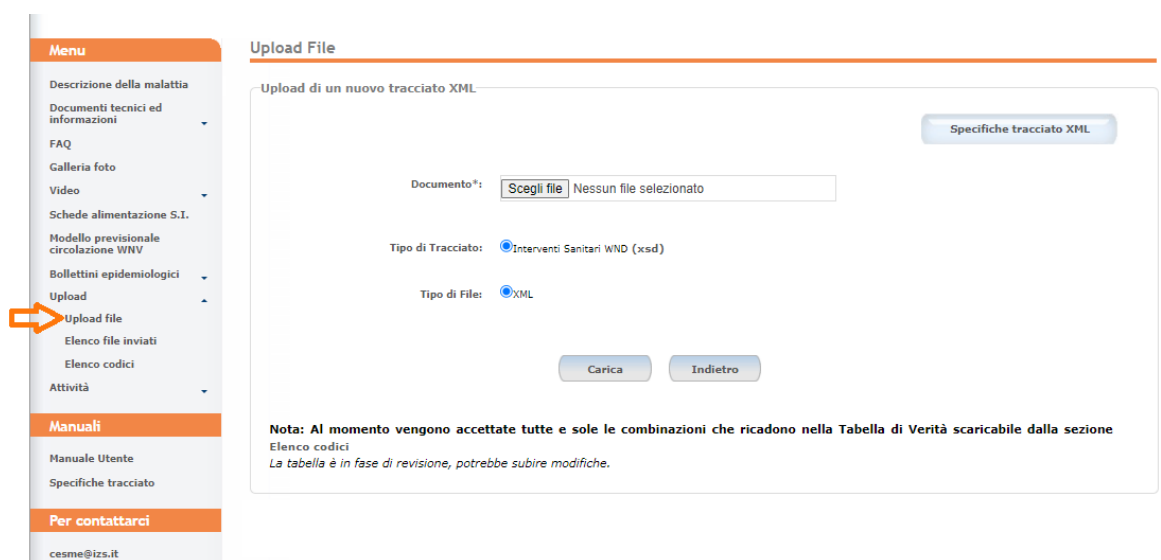 Menu
Descrizione della malattia
Documenti tecnici ed
informazioni
FAQ
Galleria foto
Video
Schede alimentazione S.I.
Modello previsionale
circolazione WNV
Bollettini epidemiologici
Upload
Upload file
Elenco file inviati
Elenco codici
Attività
Manuali
Manuale Utente
Specifiche tracciato
Per contattarci
cesme@izs.it
Upload File
Upload di un nuovo tracciato XML
Specifiche tracciato XML
Documento*: Scegli file Nessun file selezionato
Tipo di Tracciato: Interventi Sanitari WND (xsd)
Tipo di File: XML
Carica Indietro
Nota: Al momento vengono accettate tutte e sole le combinazioni che ricadono nella Tabella di Verità scaricabile dalla sezione
Elenco codici
La tabella è in fase di revisione, potrebbe subire modifiche.